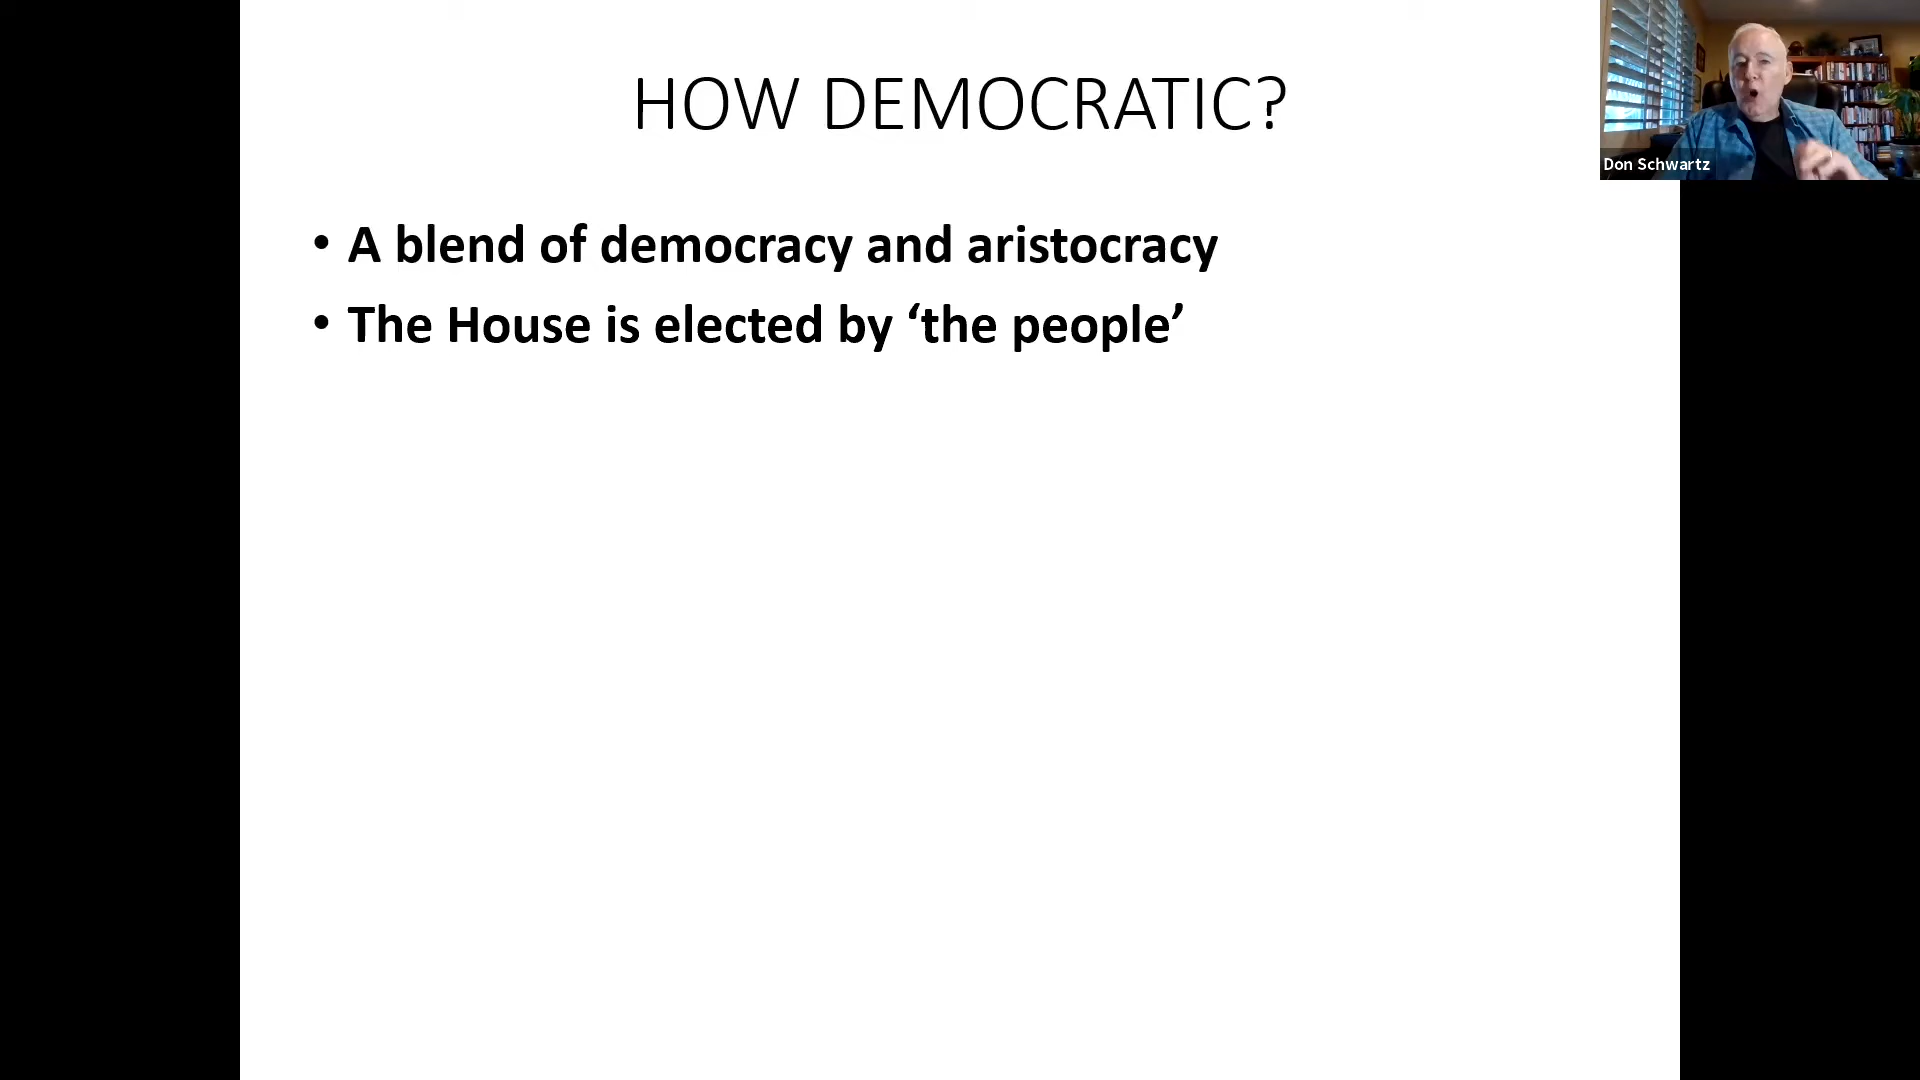 HOW DEMOCRATIC?
Don Schwartz
• A blend of democracy and aristocracy
• The House is elected by ‘the people’